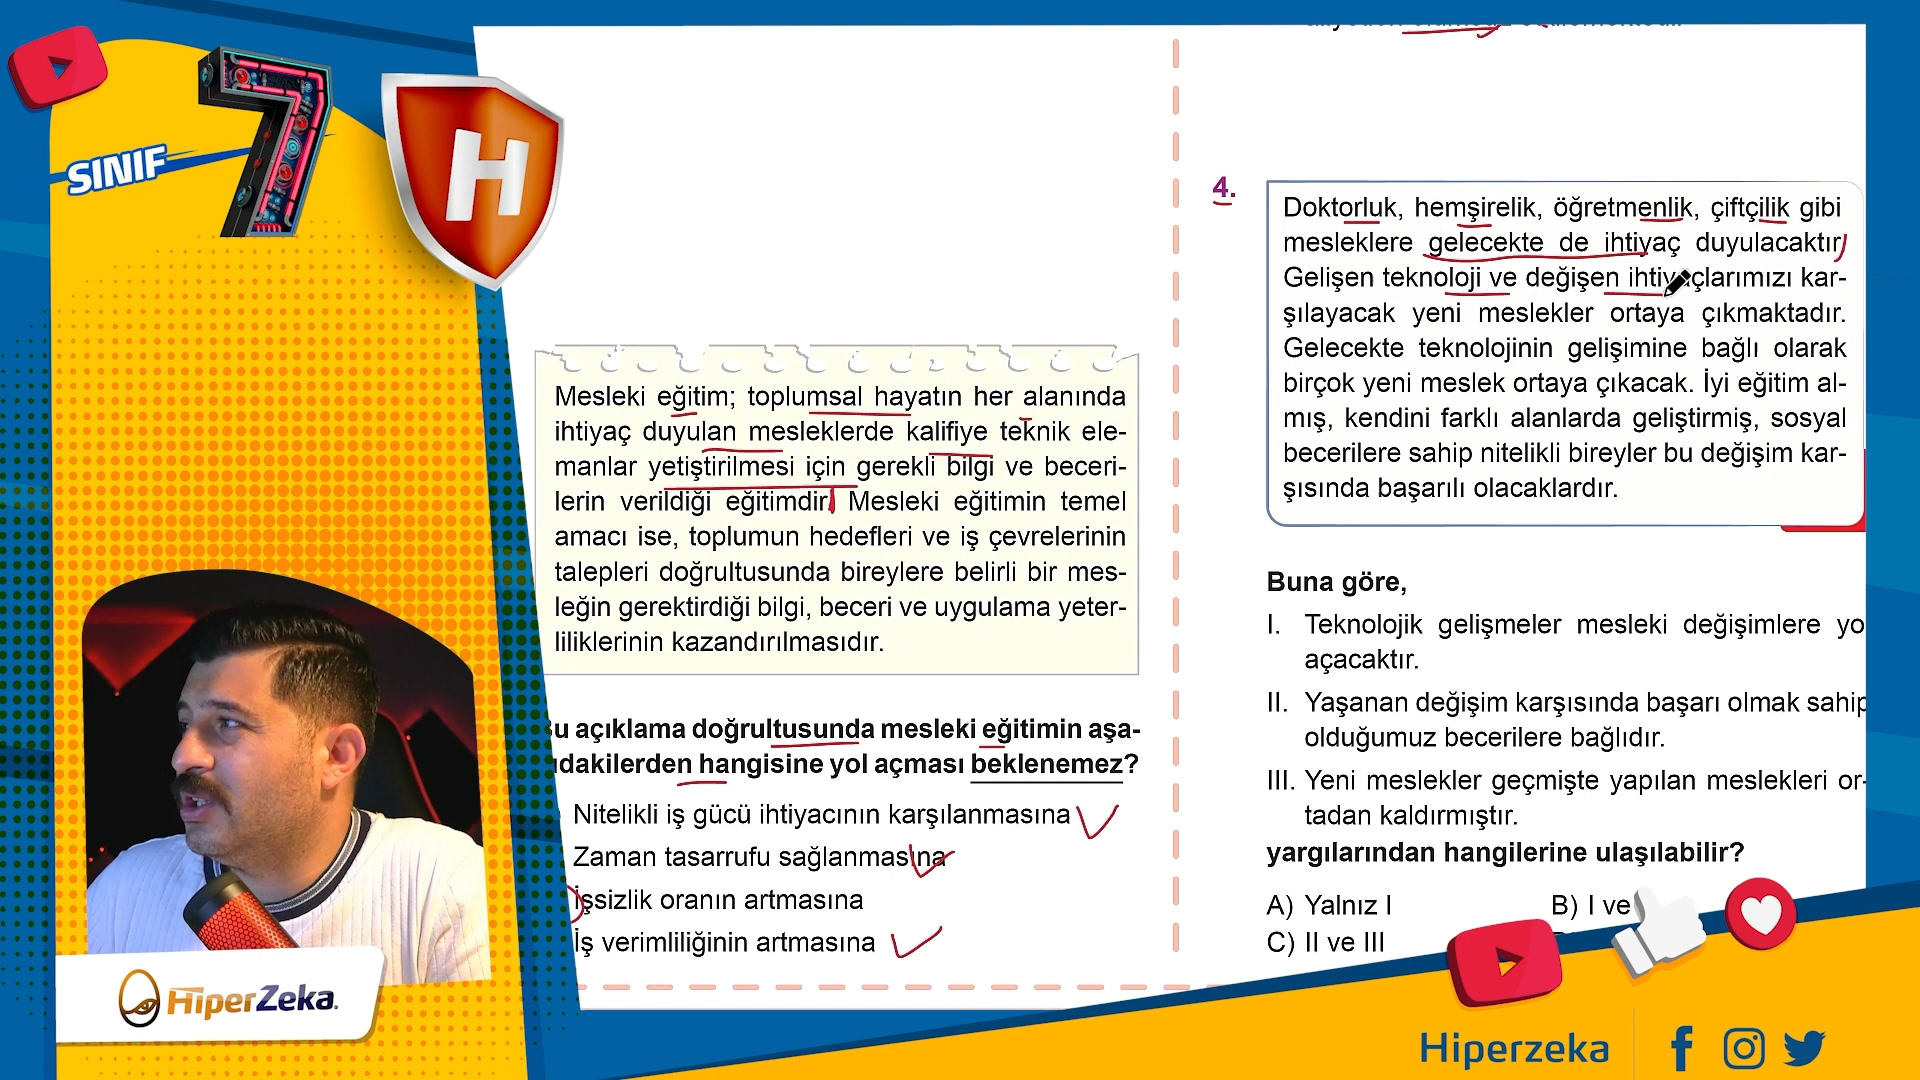 SINIF
7
H
Mesleki eğitim; toplumsal hayatın her alanında
ihtiyaç duyulan mesleklerde kalifiye teknik ele-
manlar yetiştirilmesi için gerekli bilgi ve beceri-
lerin verildiği eğitimdir. Mesleki eğitimin temel
amacı ise, toplumun hedefleri ve iş çevrelerinin
talepleri doğrultusunda bireylere belirli bir mes-
leğin gerektirdiği bilgi, beceri ve uygulama yeter-
liliklerinin kazandırılmasıdır.
u açıklama doğrultusunda mesleki eğitimin aşa-
ıdakilerden hangisine yol açması beklenemez?
Nitelikli iş gücü ihtiyacının karşılanmasına
Zaman tasarrufu sağlanmasına
İşsizlik oranın artmasına
İş verimliliğinin artmasına
4.
Doktorluk, hemşirelik, öğretmenlik, çiftçilik gibi
mesleklere gelecekte de ihtiyaç duyulacaktır.
Gelişen teknoloji ve değişen ihtiyaçlarımızı kar-
şılayacak yeni meslekler ortaya çıkmaktadır.
Gelecekte teknolojinin gelişimine bağlı olarak
birçok yeni meslek ortaya çıkacak. İyi eğitim al-
mış, kendini farklı alanlarda geliştirmiş, sosyal
becerilere sahip nitelikli bireyler bu değişim kar-
şısında başarılı olacaklardır.
Buna göre,
I. Teknolojik gelişmeler mesleki değişimlere yo
açacaktır.
II. Yaşanan değişim karşısında başarı olmak sahip
olduğumuz becerilere bağlıdır.
III. Yeni meslekler geçmişte yapılan meslekleri or-
tadan kaldırmıştır.
yargılarından hangilerine ulaşılabilir?
A) Yalnız I
B) I ve
C) II ve III
HiperZeka.
Hiperzeka